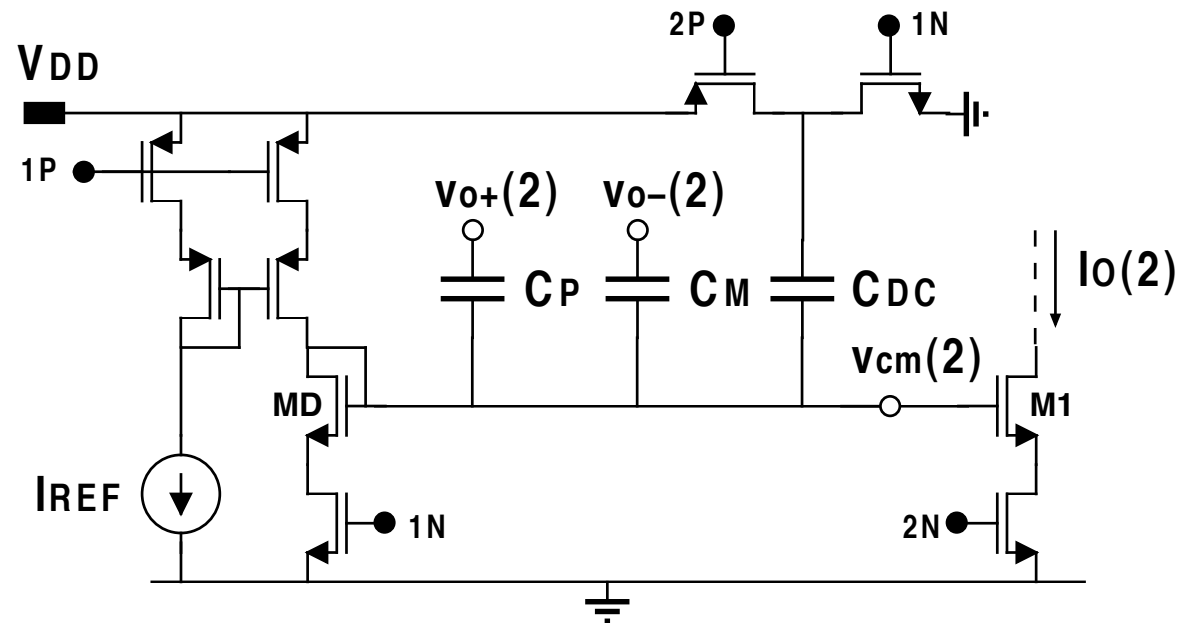 2P 1N
VDD
1P
vo+(2) vo–(2)
CP CM CDC IO(2)
vcm(2)
MD M1
IREF 1N 2N